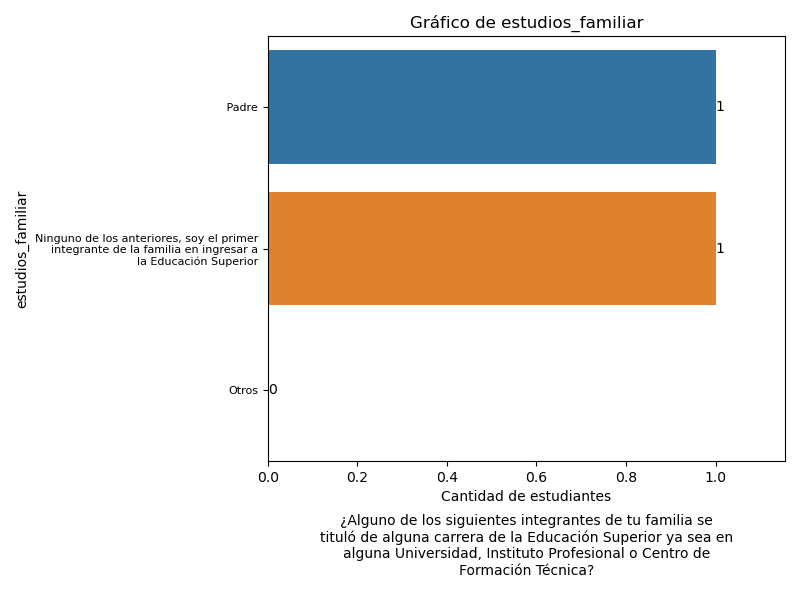 Gráfico de estudios_familiar
estudios_familiar
Padre
1
Ninguno de los anteriores, soy el primer
integrante de la familia en ingresar a
la Educación Superior
1
Otros
0
0.0 0.2 0.4 0.6 0.8 1.0
Cantidad de estudiantes
¿Alguno de los siguientes integrantes de tu familia se
tituló de alguna carrera de la Educación Superior ya sea en
alguna Universidad, Instituto Profesional o Centro de
Formación Técnica?